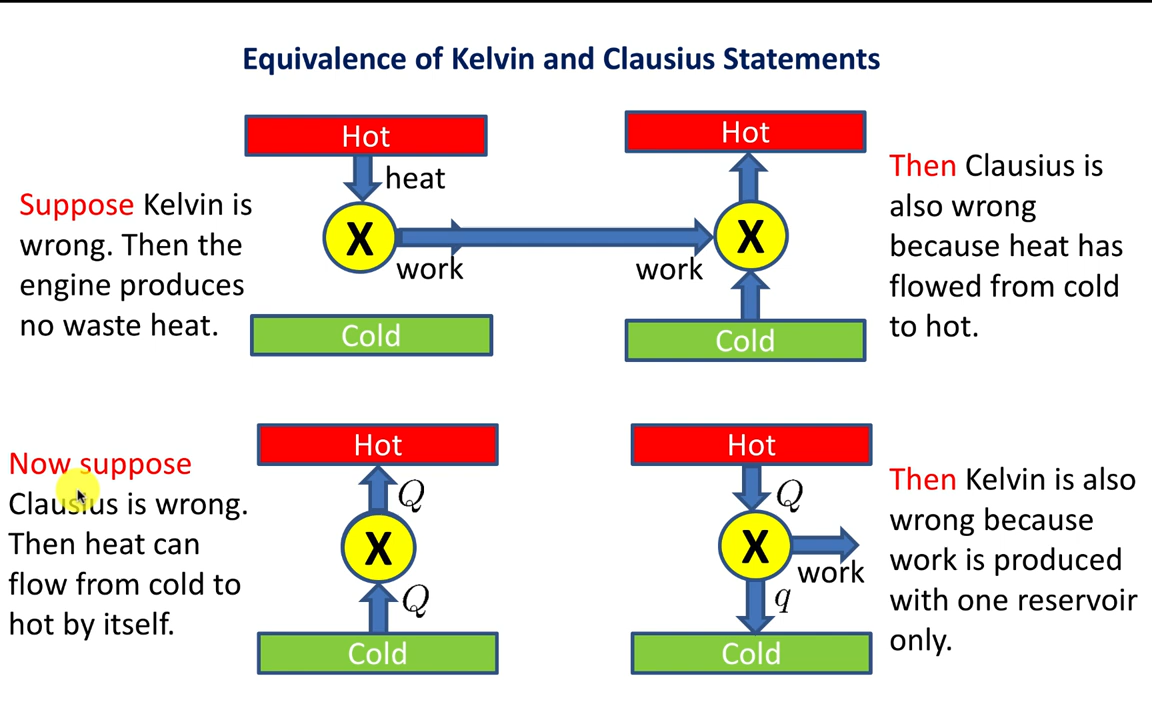 Equivalence of Kelvin and Clausius Statements
Hot
heat
X
work
Cold
Suppose Kelvin is
wrong. Then the
engine produces
no waste heat.
Hot
X
work
Cold
Then Clausius is
also wrong
because heat has
flowed from cold
to hot.
Now suppose
Clausius is wrong.
Then heat can
flow from cold to
hot by itself.
Hot
Q
X
Q
Cold
Hot
Q
X
work
q
Cold
Then Kelvin is also
wrong because
work is produced
with one reservoir
only.